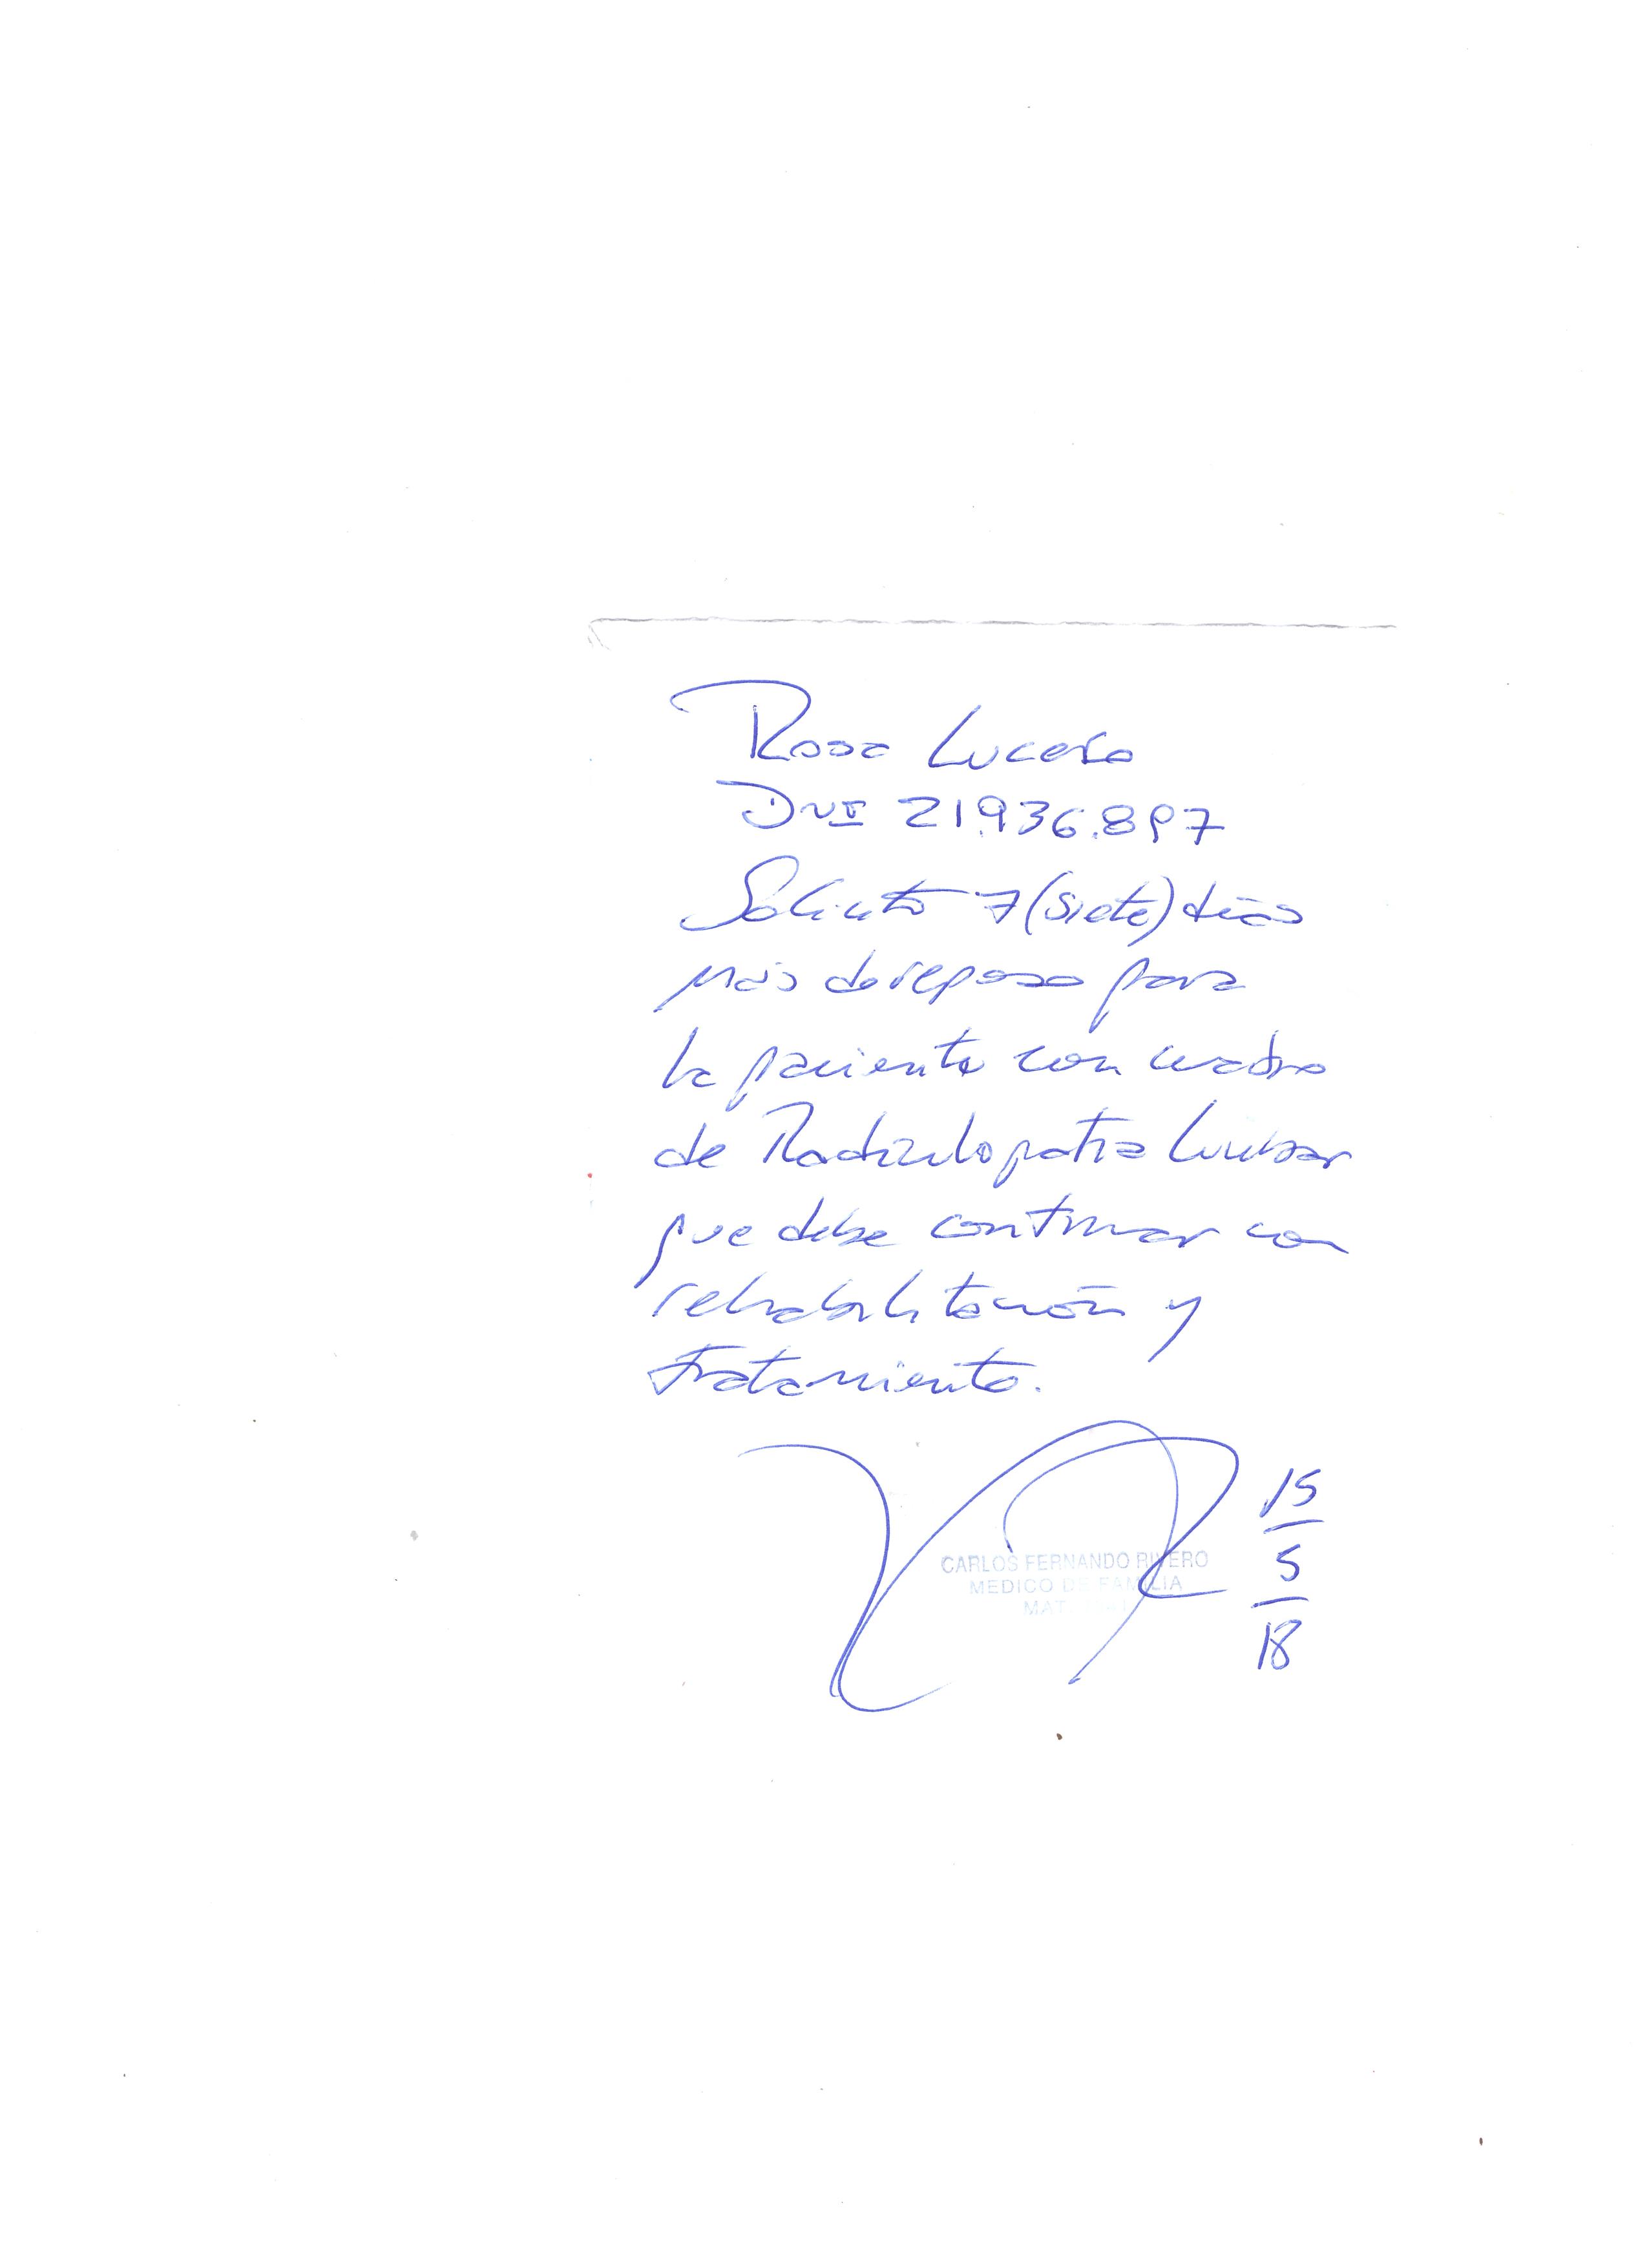 Rosa Lucero
DNI 21.936.897
Solicito 7 (siete) días
más de reposo para
la paciente con cuadro
de Radiculopatía Lumbar
que debe continuar con
rehabilitación y
tratamiento.
15
5
18
CARLOS FERNANDO RIVERO
MEDICO DE FAMILIA
MAT